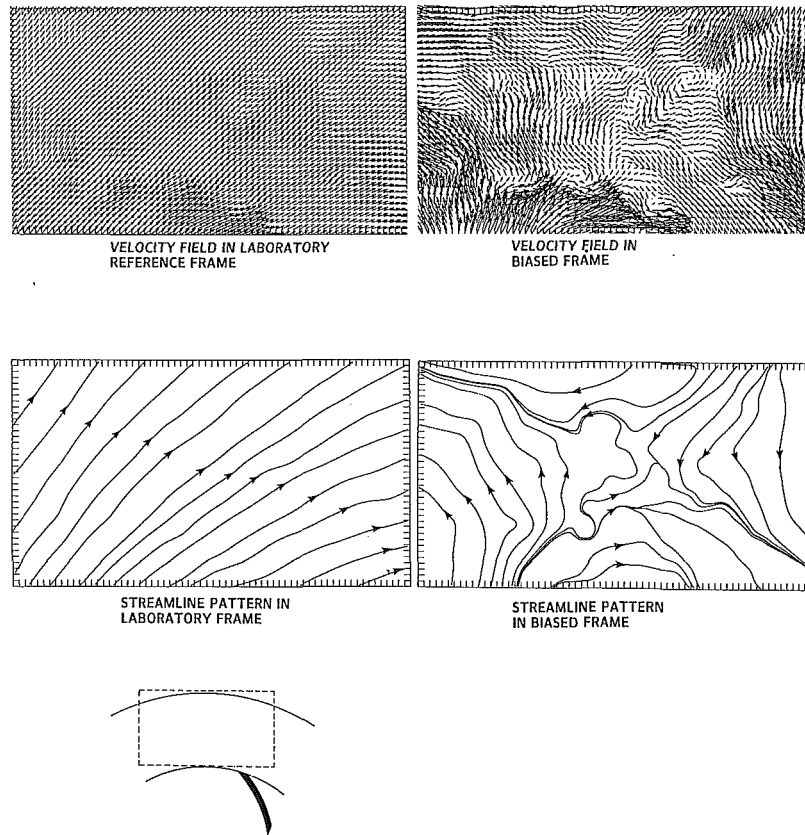 VELOCITY FIELD IN LABORATORY
REFERENCE FRAME
VELOCITY FIELD IN
BIASED FRAME
STREAMLINE PATTERN IN
LABORATORY FRAME
STREAMLINE PATTERN
IN BIASED FRAME